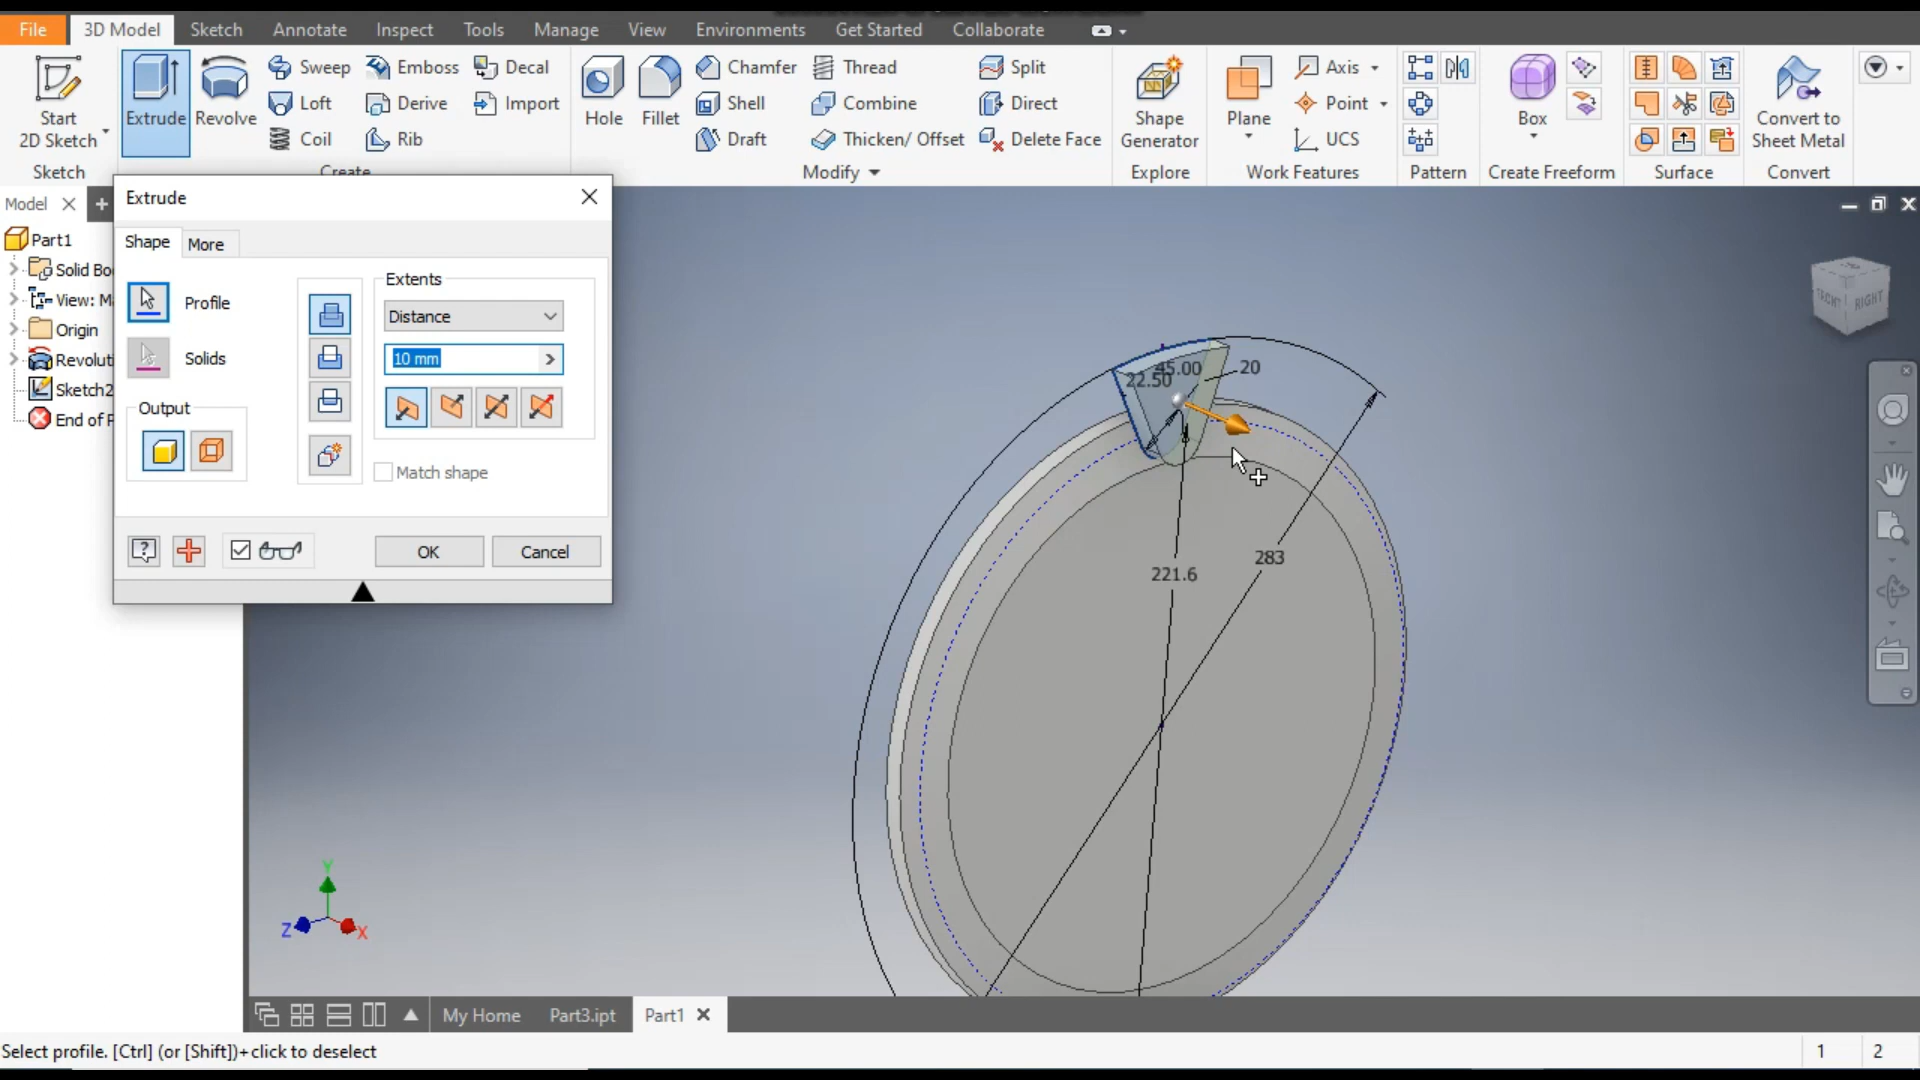 File 3D Model Sketch Annotate Inspect Tools Manage View Environments Get Started Collaborate
Start
2D Sketch
Sketch
Extrude
Revolve
Sweep
Loft
Coil
Emboss
Derive
Rib
Decal
Import
Create
Hole
Fillet
Chamfer
Shell
Draft
Thread
Combine
Thicken/ Offset
Split
Direct
Delete Face
Modify
Shape
Generator
Explore
Plane
Axis
Point
UCS
Work Features
Pattern
Box
Create Freeform
Surface
Convert to
Sheet Metal
Convert
Model
Part1
Solid Bo
View: M
Origin
Revoluti
Sketch2
End of P
Extrude
Shape More
Profile
Solids
Output
Extents
Distance
10 mm
Match shape
OK Cancel
45.00
22.50
20
283
221.6
FRONT RIGHT
Y
Z
X
My Home Part3.ipt Part1
Select profile. [Ctrl] (or [Shift])+click to deselect
1 2